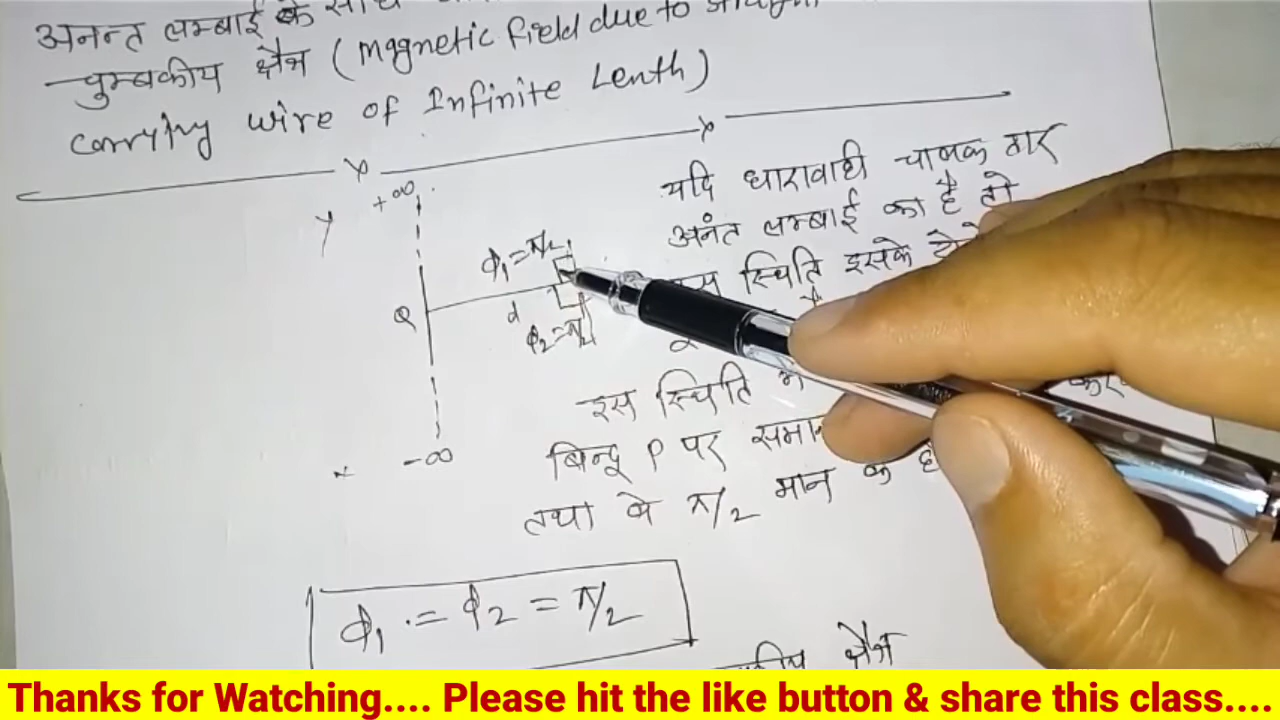 अनन्त लम्बाई के साथ
चुम्बकीय क्षैत्र (Magnetic field due to
Carrying wire of Infinite Lenth)
+∞
Y
Q
d
ϕ₁=π/2
ϕ₂=π/2
x -∞
यदि धारावाही चालक तार
अनंत लम्बाई का है तो
स्थिति इसके
इस स्थिति में
बिन्दू P पर समान
तथा वे π/2 मान के
ϕ₁ = ϕ₂ = π/2
क्षैत्र
Thanks for Watching.... Please hit the like button & share this class....